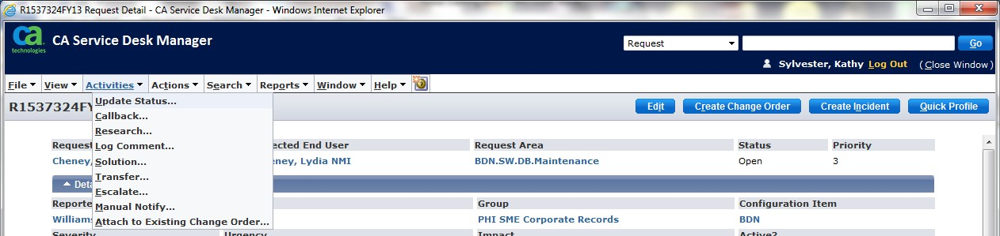 R1537324FY13 Request Detail - CA Service Desk Manager - Windows Internet Explorer
ca technologies CA Service Desk Manager Request Go
Sylvester, Kathy Log Out (Close Window)
File View Activities Actions Search Reports Window Help
R1537324FY Edit Create Change Order Create Incident Quick Profile
Update Status...
Callback...
Research...
Log Comment...
Solution...
Transfer...
Escalate...
Manual Notify...
Attach to Existing Change Order...
Request ected End User Request Area Status Priority
Cheney, eney, Lydia NMI BDN.SW.DB.Maintenance Open 3
Deta
Reporte Group Configuration Item
William PHI SME Corporate Records BDN
Severity Urgency Impact Active?